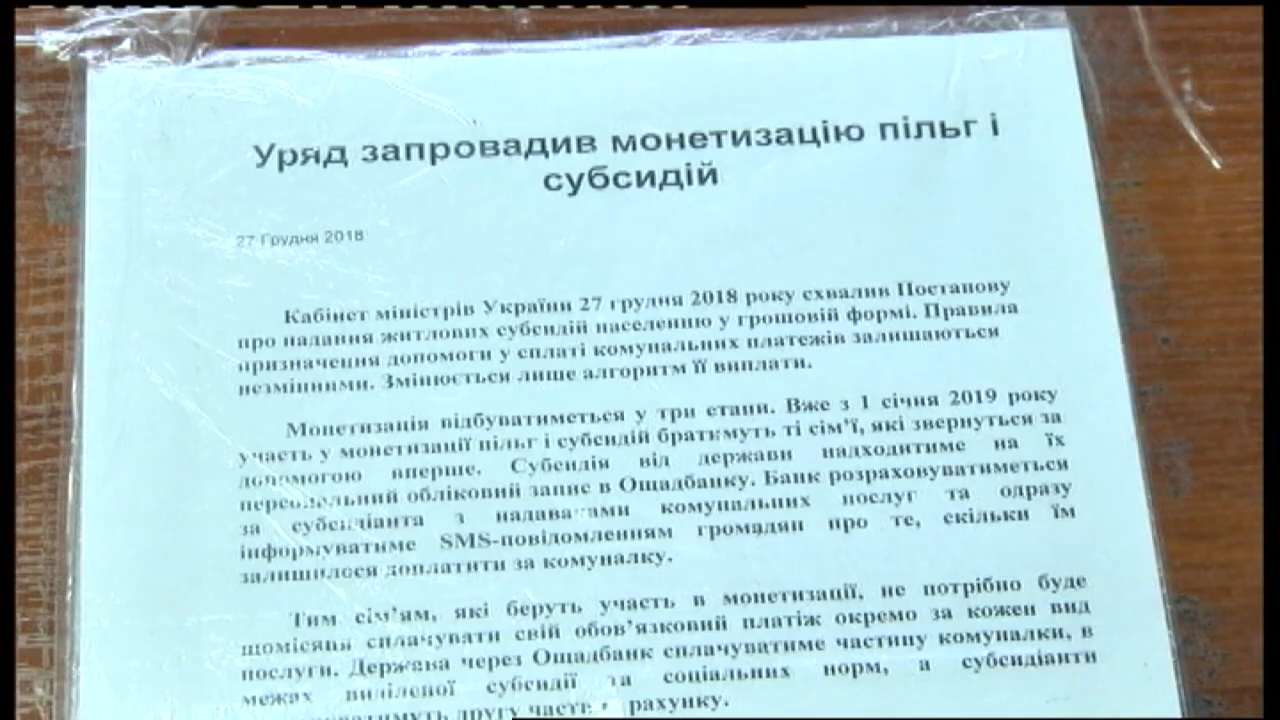 Уряд запровадив монетизацію пільг і
субсидій
27 Грудня 2018
Кабінет міністрів України 27 грудня 2018 року схвалив Постанову
про надання житлових субсидій населенню у грошовій формі. Правила
призначення допомоги у сплаті комунальних платежів залишаються
незмінними. Змінюється лише алгоритм її виплати.
Монетизація відбуватиметься у три етапи. Вже з 1 січня 2019 року
участь у монетизації пільг і субсидій братимуть ті сім'ї, які звернуться за
допомогою вперше. Субсидія від держави надходитиме на їх
персональний обліковий запис в Ощадбанку. Банк розраховуватиметься
за субсидіанта з надавачами комунальних послуг та одразу
інформуватиме SMS-повідомленням громадян про те, скільки їм
залишилося доплатити за комуналку.
Тим сім'ям, які беруть участь в монетизації, не потрібно буде
щомісяця сплачувати свій обов'язковий платіж окремо за кожен вид
послуги. Держава через Ощадбанк сплачуватиме частину комуналки, в
межах виділеної субсидії та соціальних норм, а субсидіанти
другу рахунку.